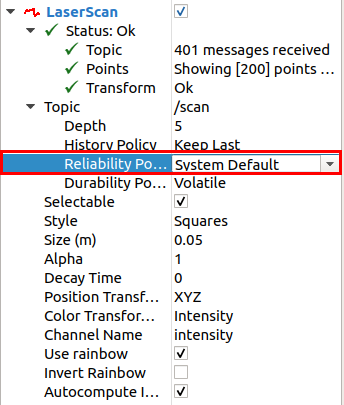 LaserScan
Status: Ok
Topic 401 messages received
Points Showing [200] points ...
Transform Ok
Topic /scan
Depth 5
History Policy Keep Last
Reliability Po... System Default
Durability Po... Volatile
Selectable
Style Squares
Size (m) 0.05
Alpha 1
Decay Time 0
Position Transf... XYZ
Color Transfor... Intensity
Channel Name intensity
Use rainbow
Invert Rainbow
Autocompute I...